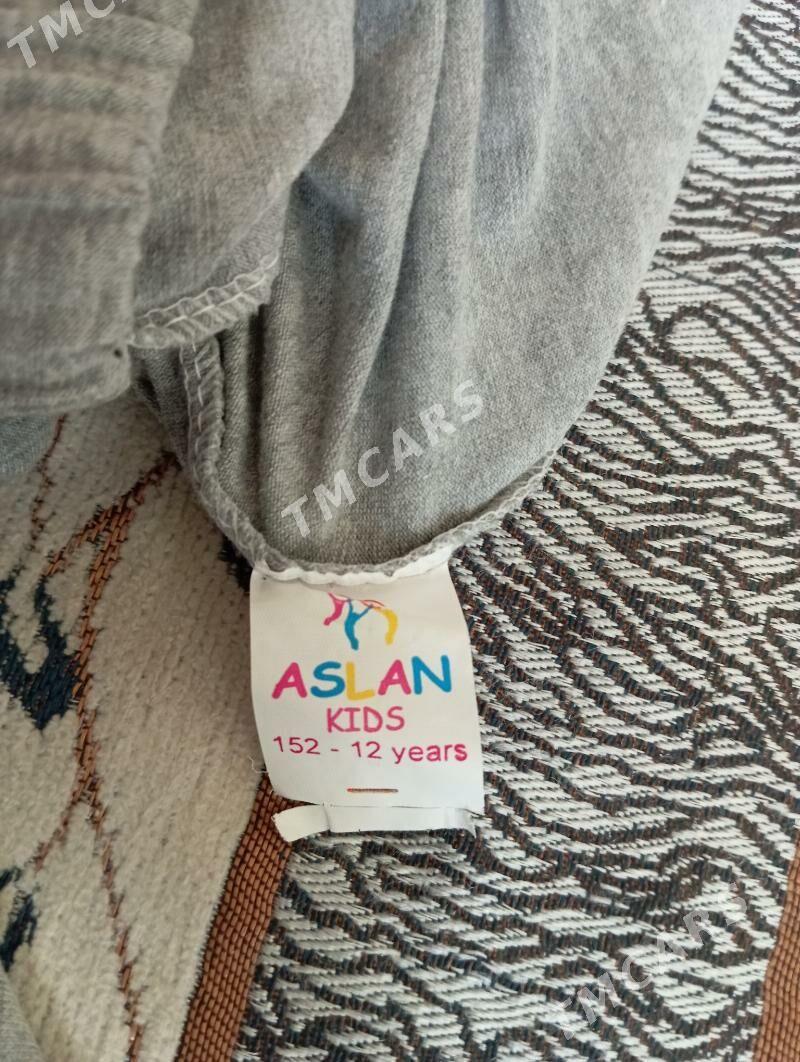 TMCARS
TMCARS
ASLAN
KIDS
152 - 12 years
TMCARS